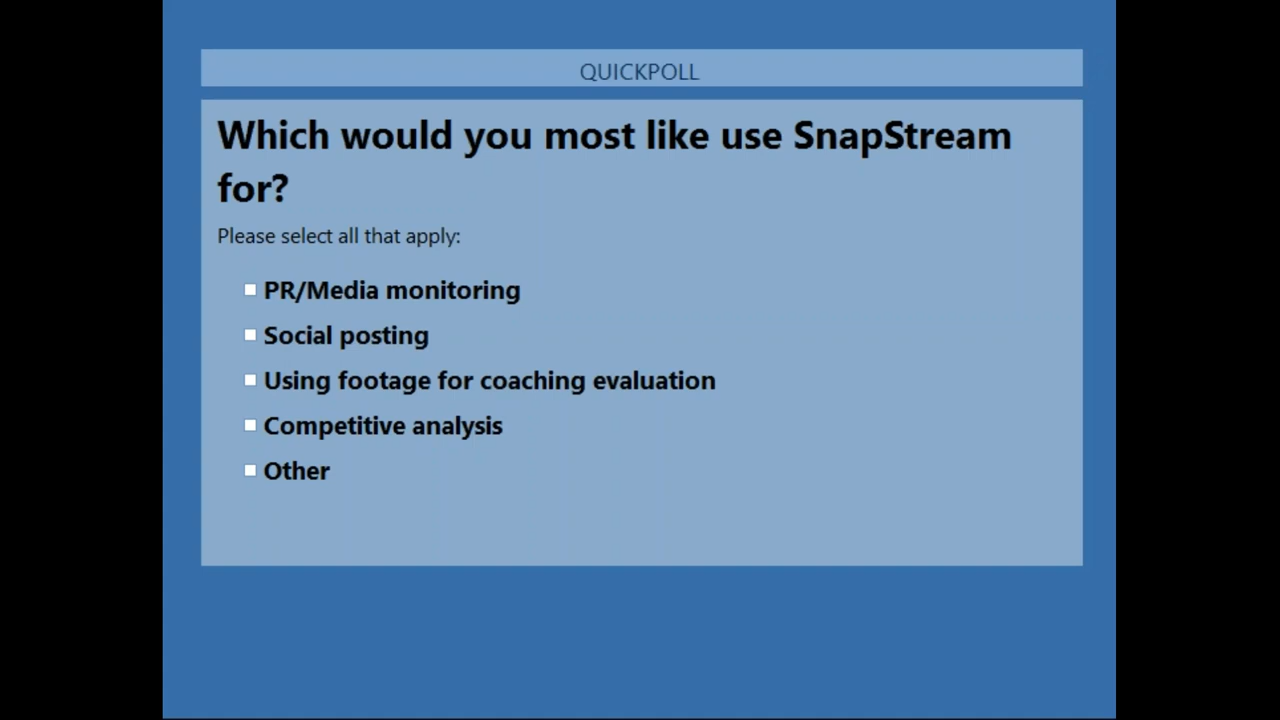 QUICKPOLL
Which would you most like use SnapStream
for?
Please select all that apply:
PR/Media monitoring
Social posting
Using footage for coaching evaluation
Competitive analysis
Other